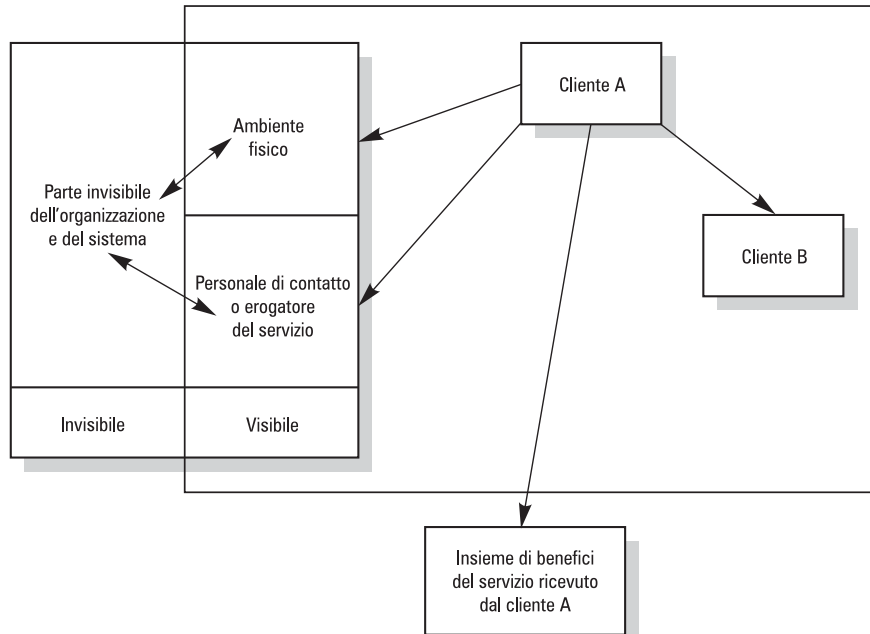 Cliente A
Ambiente
fisico
Parte invisibile
dell'organizzazione
e del sistema
Cliente B
Personale di contatto
o erogatore
del servizio
Invisibile
Visibile
Insieme di benefici
del servizio ricevuto
dal cliente A